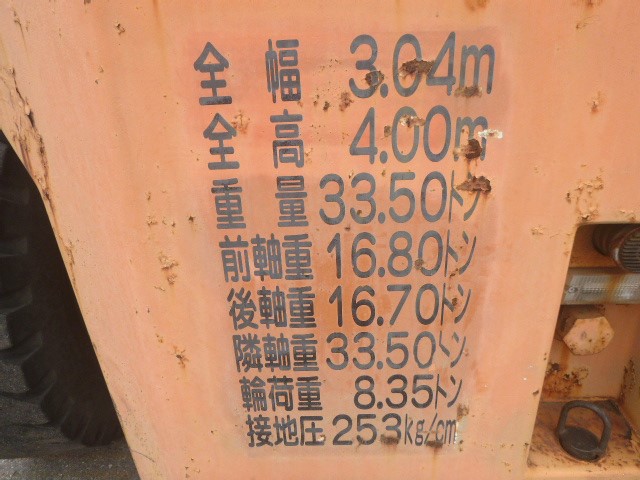 全幅 3.04m
全高 4.00m
重量 33.50トン
前軸重 16.80トン
後軸重 16.70トン
隣軸重 33.50トン
輪荷重 8.35トン
接地圧 253kg/cm